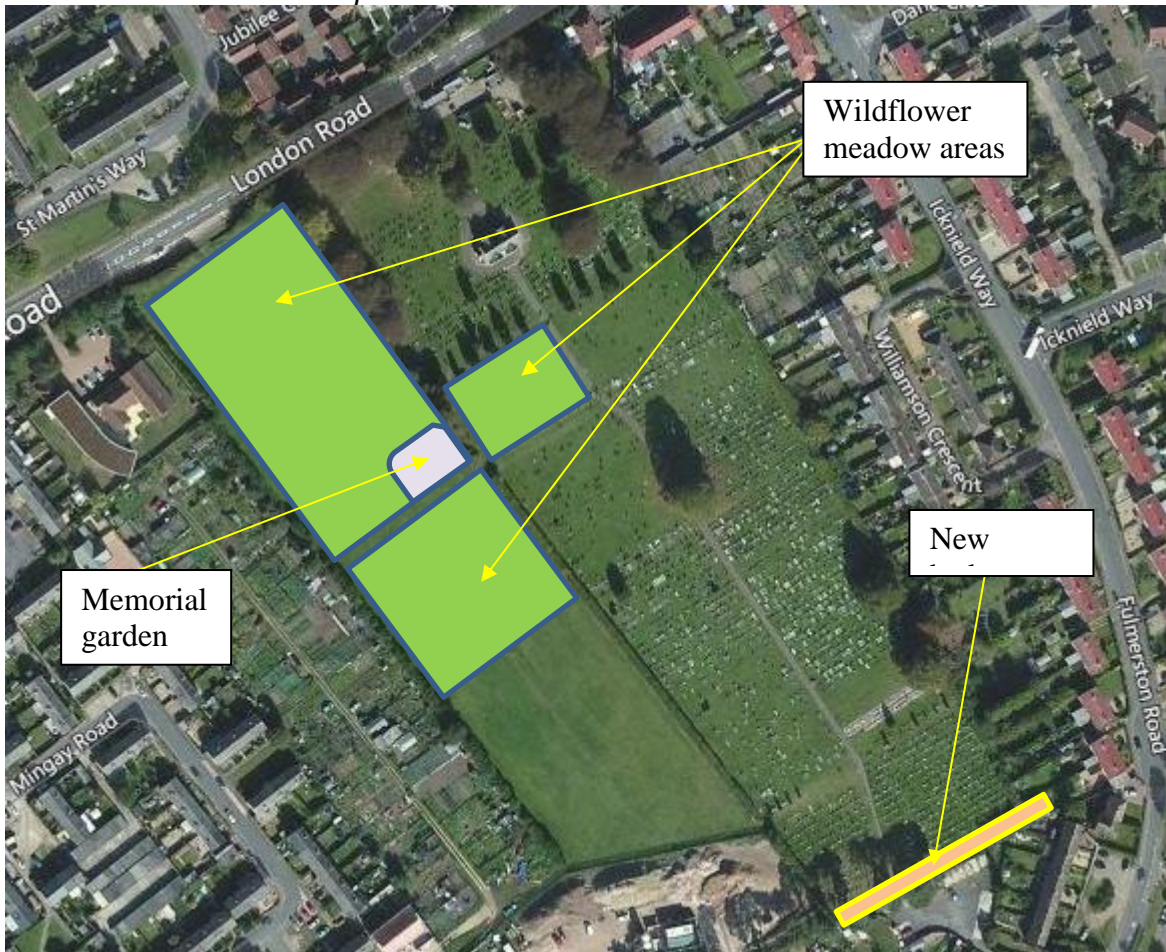 Jubilee
London Road
St Martin's Way
Road
Wildflower
meadow areas
Icknield Way
Icknield Way
Williamson Crescent
New
Memorial
garden
Fulmerston Road
Mingay Road